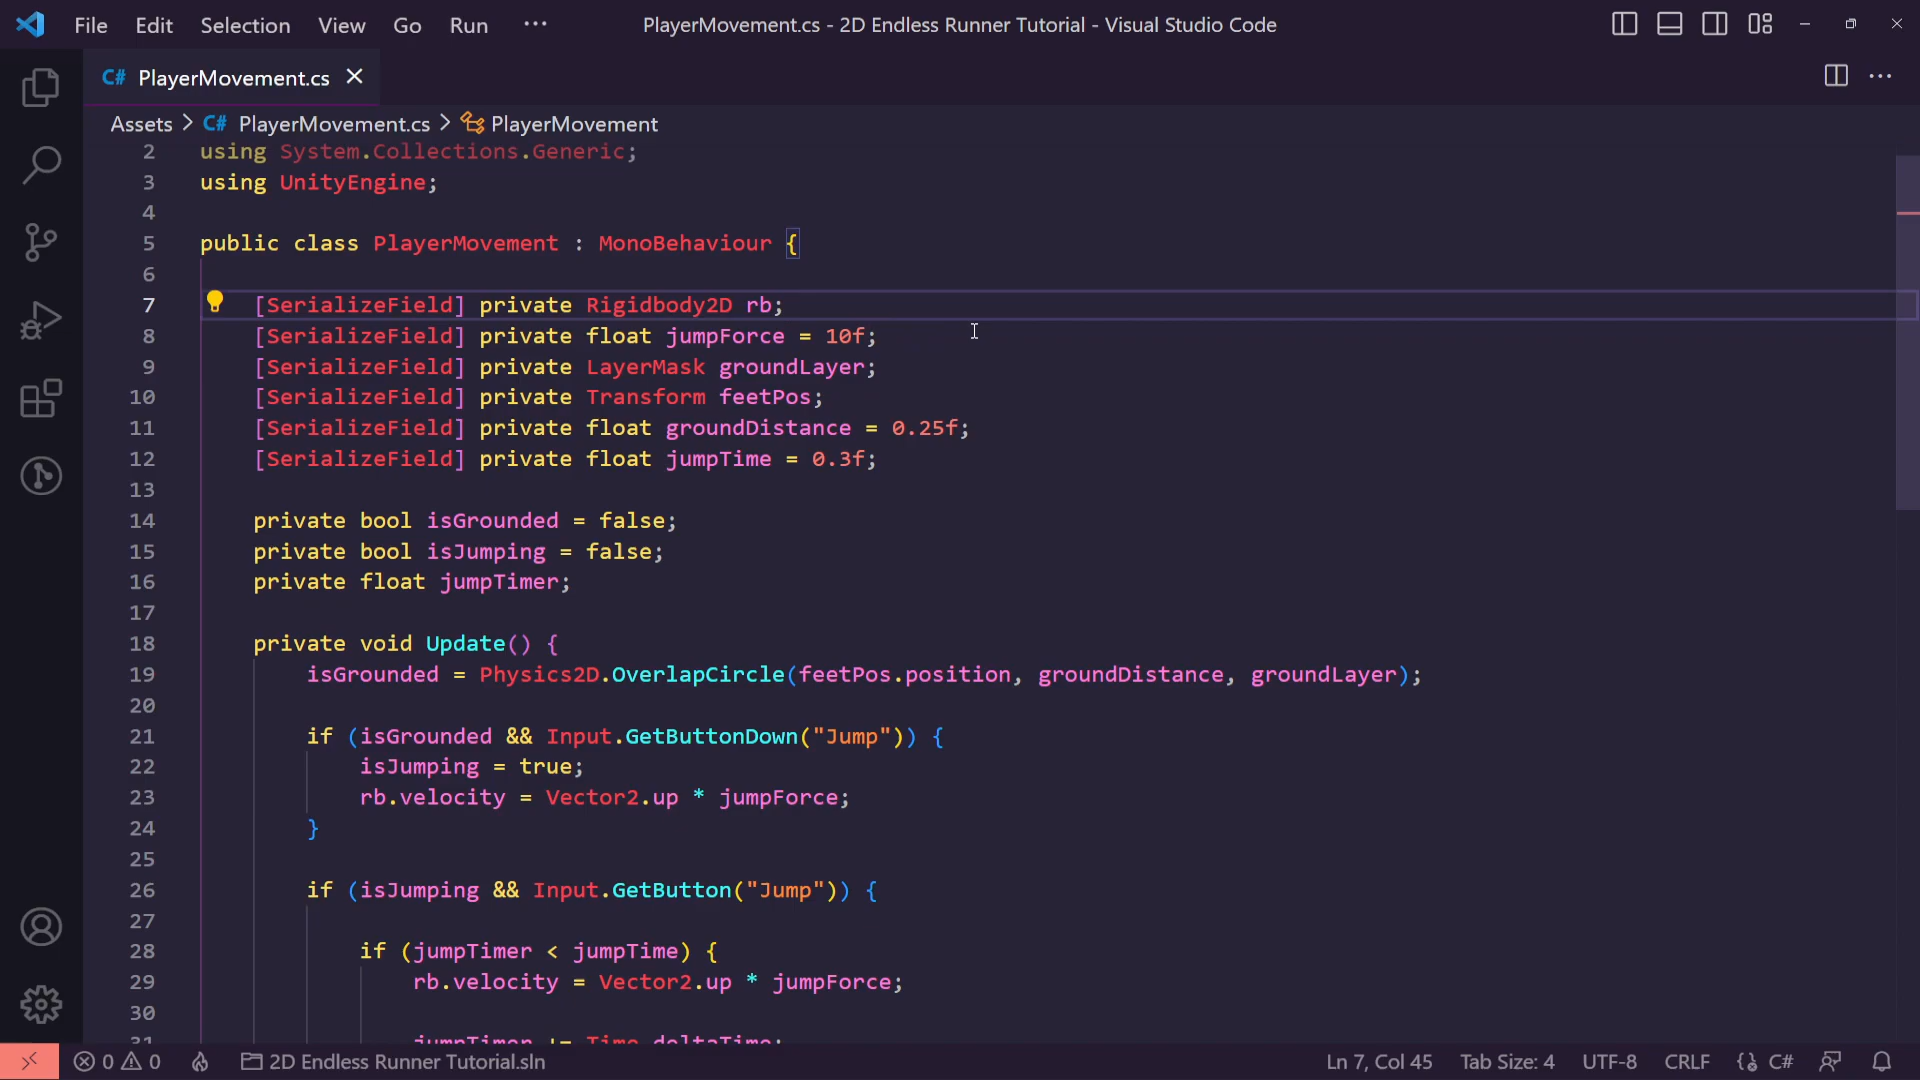 File Edit Selection View Go Run ··· PlayerMovement.cs - 2D Endless Runner Tutorial - Visual Studio Code
C# PlayerMovement.cs
Assets > C# PlayerMovement.cs > PlayerMovement
2 using System.Collections.Generic;
3 using UnityEngine;
4
5 public class PlayerMovement : MonoBehaviour {
6
7 [SerializeField] private Rigidbody2D rb;
8 [SerializeField] private float jumpForce = 10f;
9 [SerializeField] private LayerMask groundLayer;
10 [SerializeField] private Transform feetPos;
11 [SerializeField] private float groundDistance = 0.25f;
12 [SerializeField] private float jumpTime = 0.3f;
13
14 private bool isGrounded = false;
15 private bool isJumping = false;
16 private float jumpTimer;
17
18 private void Update() {
19 isGrounded = Physics2D.OverlapCircle(feetPos.position, groundDistance, groundLayer);
20
21 if (isGrounded && Input.GetButtonDown("Jump")) {
22 isJumping = true;
23 rb.velocity = Vector2.up * jumpForce;
24 }
25
26 if (isJumping && Input.GetButton("Jump")) {
27
28 if (jumpTimer < jumpTime) {
29 rb.velocity = Vector2.up * jumpForce;
30
31 jumpTimer += Time.deltaTime;
0 0 2D Endless Runner Tutorial.sln Ln 7, Col 45 Tab Size: 4 UTF-8 CRLF C#